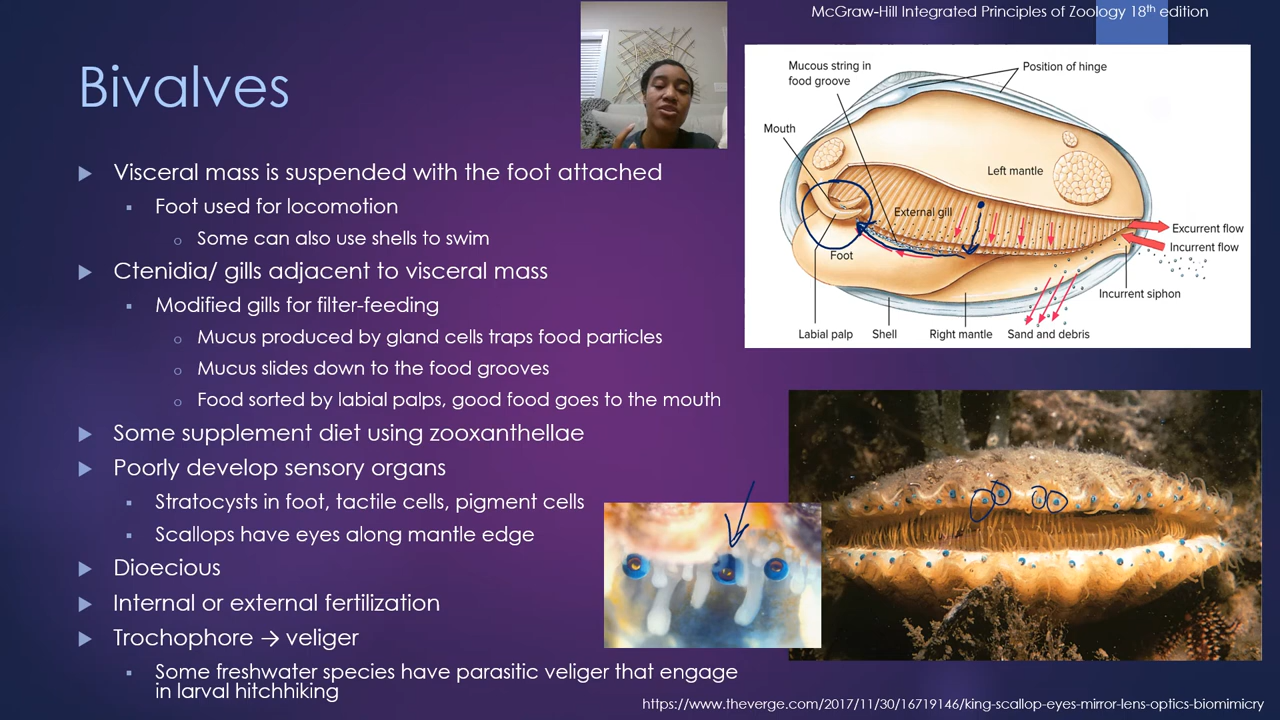 McGraw-Hill Integrated Principles of Zoology 18th edition
Bivalves
Visceral mass is suspended with the foot attached
Foot used for locomotion
Some can also use shells to swim
Ctenidia/ gills adjacent to visceral mass
Modified gills for filter-feeding
Mucus produced by gland cells traps food particles
Mucus slides down to the food grooves
Food sorted by labial palps, good food goes to the mouth
Some supplement diet using zooxanthellae
Poorly develop sensory organs
Stratocysts in foot, tactile cells, pigment cells
Scallops have eyes along mantle edge
Dioecious
Internal or external fertilization
Trochophore → veliger
Some freshwater species have parasitic veliger that engage
in larval hitchhiking
Mucous string in
food groove
Position of hinge
Mouth
Left mantle
External gill
Excurrent flow
Incurrent flow
Foot
Incurrent siphon
Labial palp
Shell
Right mantle
Sand and debris
https://www.theverge.com/2017/11/30/16719146/king-scallop-eyes-mirror-lens-optics-biomimicry